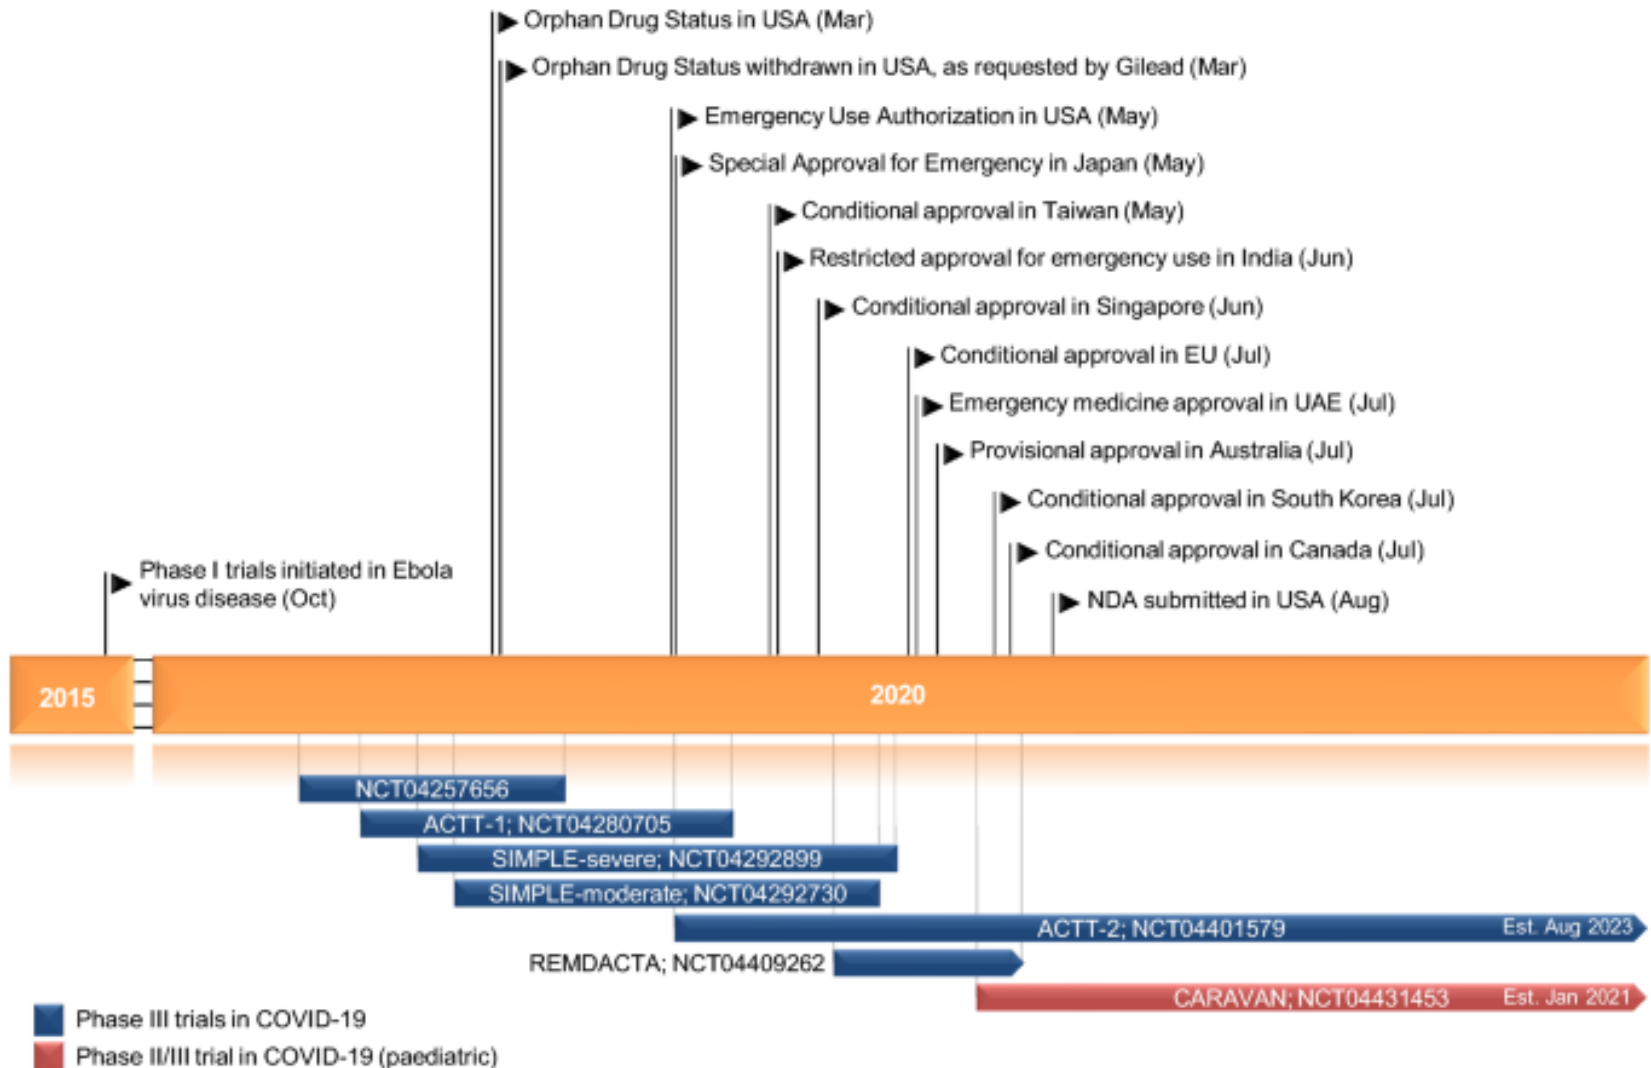 Orphan Drug Status in USA (Mar)
Orphan Drug Status withdrawn in USA, as requested by Gilead (Mar)
Emergency Use Authorization in USA (May)
Special Approval for Emergency in Japan (May)
Conditional approval in Taiwan (May)
Restricted approval for emergency use in India (Jun)
Conditional approval in Singapore (Jun)
Conditional approval in EU (Jul)
Emergency medicine approval in UAE (Jul)
Provisional approval in Australia (Jul)
Conditional approval in South Korea (Jul)
Conditional approval in Canada (Jul)
Phase I trials initiated in Ebola
virus disease (Oct)
NDA submitted in USA (Aug)
2015
2020
NCT04257656
ACTT-1; NCT04280705
SIMPLE-severe; NCT04292899
SIMPLE-moderate; NCT04292730
ACTT-2; NCT04401579
Est. Aug 2023
REMDACTA; NCT04409262
CARAVAN; NCT04431453
Est. Jan 2021
Phase III trials in COVID-19
Phase II/III trial in COVID-19 (paediatric)